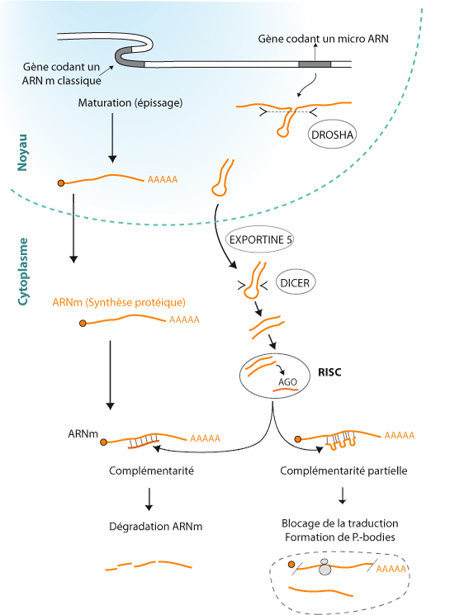 Gène codant un micro ARN
Gène codant un
ARN m classique
Maturation (épissage)
DROSHA
Noyau
AAAAA
EXPORTINE 5
Cytoplasme
DICER
ARNm (Synthèse protéique)
AAAAA
RISC
AGO
ARNm
AAAAA
AAAAA
Complémentarité
Complémentarité partielle
Dégradation ARNm
Blocage de la traduction
Formation de P.-bodies
AAAAA